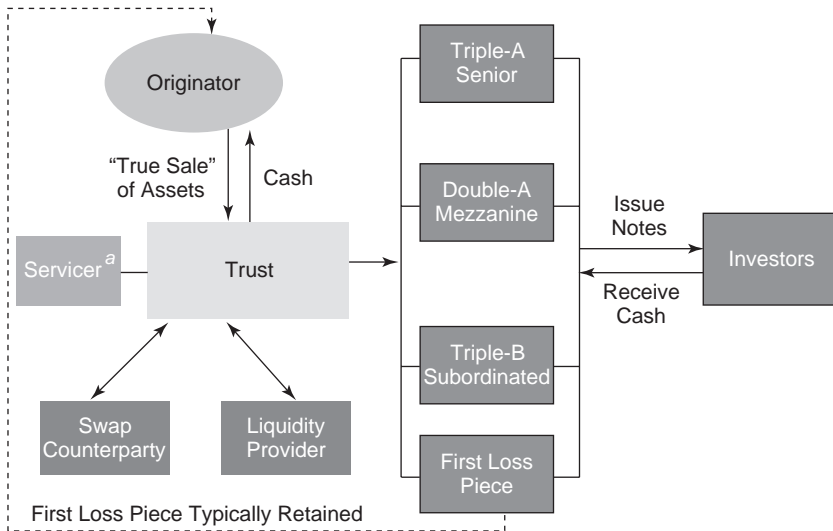 Originator
“True Sale”
of Assets
Cash
Servicer a
Trust
Swap
Counterparty
Liquidity
Provider
Triple-A
Senior
Double-A
Mezzanine
Triple-B
Subordinated
First Loss
Piece
Issue
Notes
Receive
Cash
Investors
First Loss Piece Typically Retained